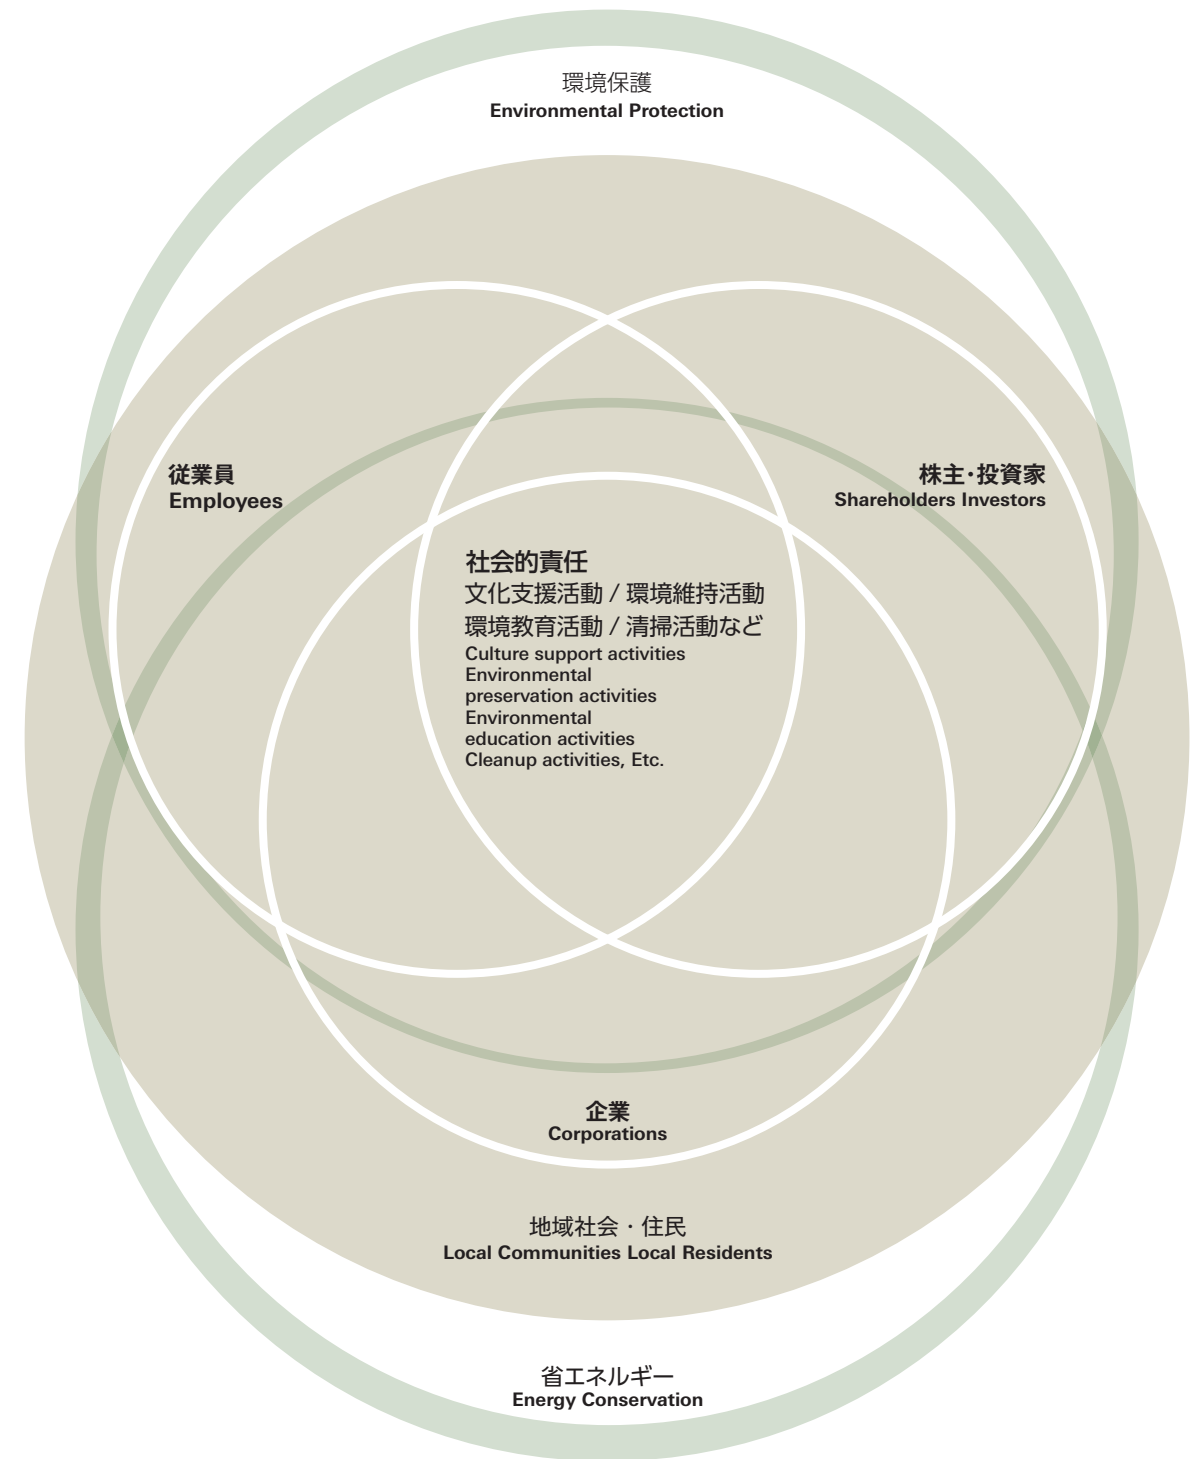 環境保護
Environmental Protection
従業員
Employees
株主・投資家
Shareholders Investors
社会的責任
文化支援活動 / 環境維持活動
環境教育活動 / 清掃活動など
Culture support activities
Environmental
preservation activities
Environmental
education activities
Cleanup activities, Etc.
企業
Corporations
地域社会・住民
Local Communities Local Residents
省エネルギー
Energy Conservation